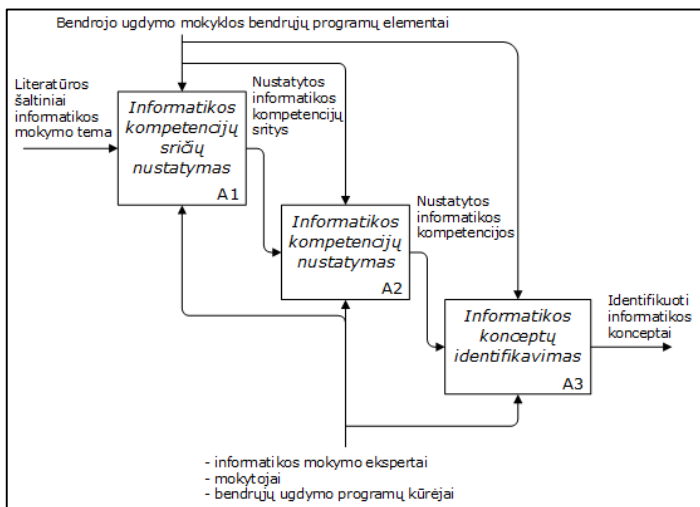 Bendrojo ugdymo mokyklos bendrųjų programų elementai
Literatūros
šaltiniai
informatikos
mokymo tema
Informatikos
kompetencijų
sričių
nustatymas
A1
Nustatytos
informatikos
kompetencijų
sritys
Informatikos
kompetencijų
nustatymas
A2
Nustatytos
informatikos
kompetencijos
Informatikos
konceptų
identifikavimas
A3
Identifikuoti
informatikos
konceptai
- informatikos mokymo ekspertai
- mokytojai
- bendrųjų ugdymo programų kūrėjai